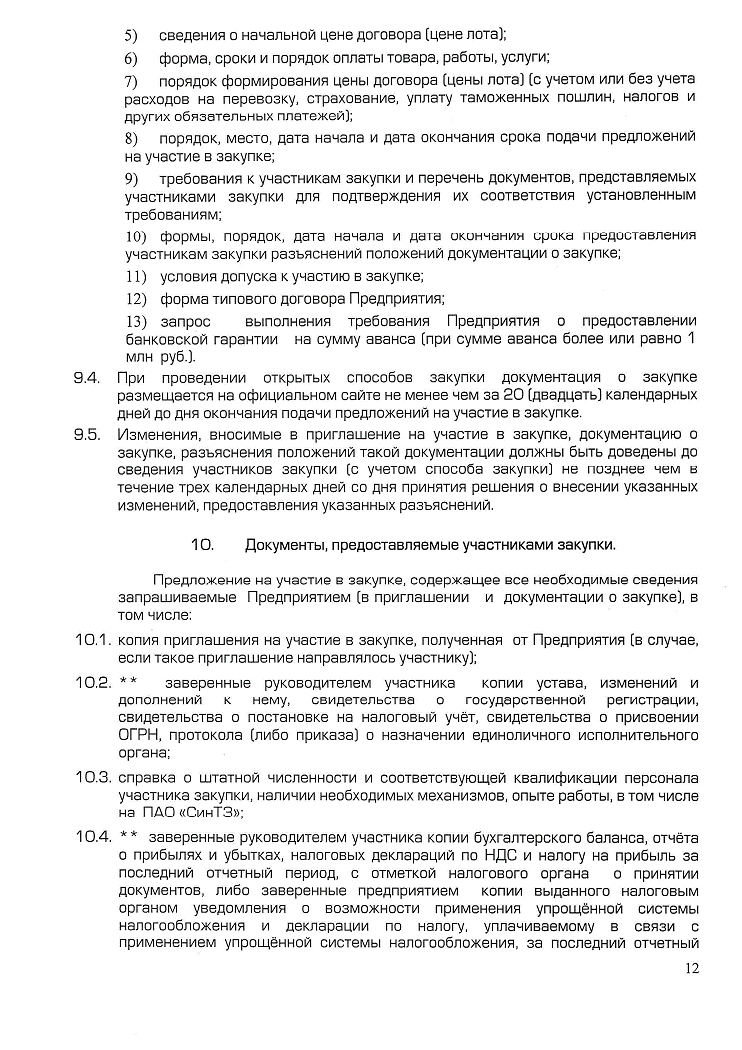 5) сведения о начальной цене договора (цене лота);
6) форма, сроки и порядок оплаты товара, работы, услуги;
7) порядок формирования цены договора (цены лота) (с учетом или без учета
расходов на перевозку, страхование, уплату таможенных пошлин, налогов и
других обязательных платежей);
8) порядок, место, дата начала и дата окончания срока подачи предложений
на участие в закупке;
9) требования к участникам закупки и перечень документов, представляемых
участниками закупки для подтверждения их соответствия установленным
требованиям;
10) формы, порядок, дата начала и дата окончания срока предоставления
участникам закупки разъяснений положений документации о закупке;
11) условия допуска к участию в закупке;
12) форма типового договора Предприятия;
13) запрос выполнения требования Предприятия о предоставлении
банковской гарантии на сумму аванса (при сумме аванса более или равно 1
млн руб.).
9.4. При проведении открытых способов закупки документация о закупке
размещается на официальном сайте не менее чем за 20 (двадцать) календарных
дней до дня окончания подачи предложений на участие в закупке.
9.5. Изменения, вносимые в приглашение на участие в закупке, документацию о
закупке, разъяснения положений такой документации должны быть доведены до
сведения участников закупки (с учетом способа закупки) не позднее чем в
течение трех календарных дней со дня принятия решения о внесении указанных
изменений, предоставления указанных разъяснений.
10. Документы, предоставляемые участниками закупки.
Предложение на участие в закупке, содержащее все необходимые сведения
запрашиваемые Предприятием (в приглашении и документации о закупке), в
том числе:
10.1. копия приглашения на участие в закупке, полученная от Предприятия (в случае,
если такое приглашение направлялось участнику);
10.2. ** заверенные руководителем участника копии устава, изменений и
дополнений к нему, свидетельства о государственной регистрации,
свидетельства о постановке на налоговый учёт, свидетельства о присвоении
ОГРН, протокола (либо приказа) о назначении единоличного исполнительного
органа;
10.3. справка о штатной численности и соответствующей квалификации персонала
участника закупки, наличии необходимых механизмов, опыте работы, в том числе
на ПАО «СинТЗ»;
10.4. ** заверенные руководителем участника копии бухгалтерского баланса, отчёта
о прибылях и убытках, налоговых деклараций по НДС и налогу на прибыль за
последний отчетный период, с отметкой налогового органа о принятии
документов, либо заверенные предприятием копии выданного налоговым
органом уведомления о возможности применения упрощённой системы
налогообложения и декларации по налогу, уплачиваемому в связи с
применением упрощённой системы налогообложения, за последний отчетный
12